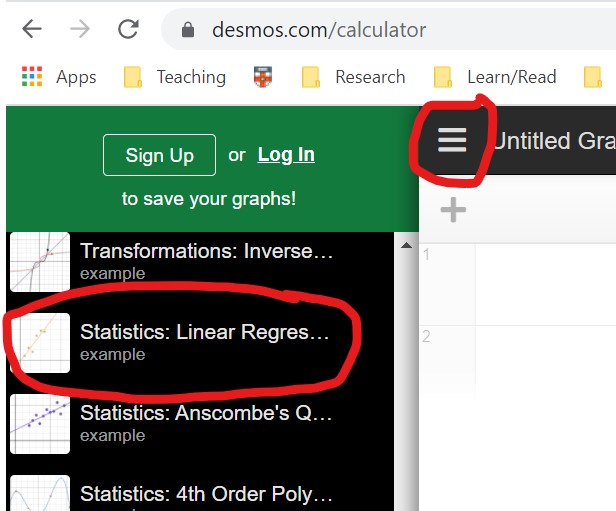 desmos.com/calculator
Apps Teaching Research Learn/Read
Sign Up or Log In
to save your graphs!
Untitled Gra
Transformations: Inverse…
example
Statistics: Linear Regres…
example
Statistics: Anscombe's Q…
example
Statistics: 4th Order Poly…
1
2